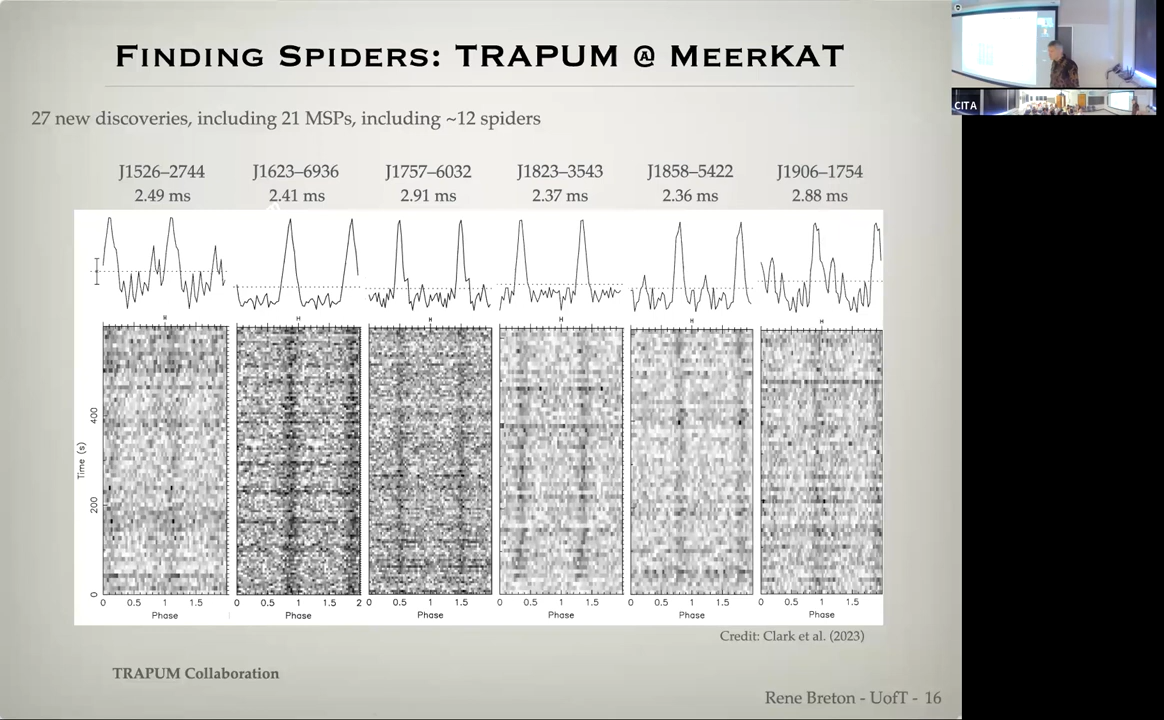 FINDING SPIDERS: TRAPUM @ MEERKAT
27 new discoveries, including 21 MSPs, including ~12 spiders
J1526–2744 J1623–6936 J1757–6032 J1823–3543 J1858–5422 J1906–1754
2.49 ms 2.41 ms 2.91 ms 2.37 ms 2.36 ms 2.88 ms
Time (s)
400
200
0
0 0.5 1 1.5 0 0.5 1 1.5 2 0 0.5 1 1.5 0 0.5 1 1.5 0 0.5 1 1.5 0 0.5 1 1.5
Phase Phase Phase Phase Phase Phase
Credit: Clark et al. (2023)
TRAPUM Collaboration
Rene Breton - UofT - 16
CITA